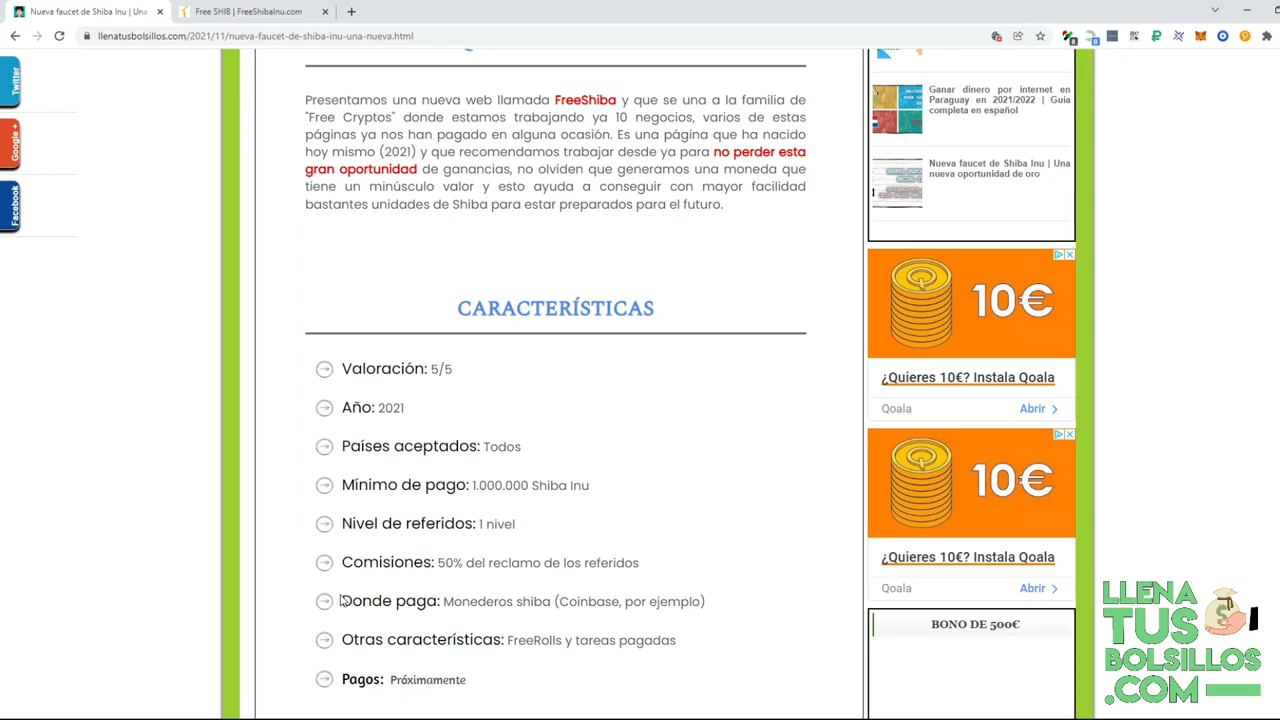 Nueva faucet de Shiba Inu | Una
Free SHIB | FreeShibaInu.com
llenatusbolsillos.com/2021/11/nueva-faucet-de-shiba-inu-una-nueva.html
Twitter
Google +
Facebook
Presentamos una nueva web llamada FreeShiba y que se una a la familia de
"Free Cryptos" donde estamos trabajando ya 10 negocios, varios de estas
páginas ya nos han pagado en alguna ocasión. Es una página que ha nacido
hoy mismo (2021) y que recomendamos trabajar desde ya para no perder esta
gran oportunidad de ganancias, no olviden que generamos una moneda que
tiene un minúsculo valor y esto ayuda a conseguir con mayor facilidad
bastantes unidades de Shiba para estar preparados para el futuro.
CARACTERÍSTICAS
Valoración: 5/5
Año: 2021
Paises aceptados: Todos
Mínimo de pago: 1.000.000 Shiba Inu
Nivel de referidos: 1 nivel
Comisiones: 50% del reclamo de los referidos
Donde paga: Monederos shiba (Coinbase, por ejemplo)
Otras características: FreeRolls y tareas pagadas
Pagos: Próximamente
Ganar dinero por internet en
Paraguay en 2021/2022 | Guía
completa en español
Nueva faucet de Shiba Inu | Una
nueva oportunidad de oro
10€
¿Quieres 10€? Instala Qoala
Qoala
Abrir
10€
¿Quieres 10€? Instala Qoala
Qoala
Abrir
BONO DE 500€
LLENA
TUS
BOLSILLOS
.COM